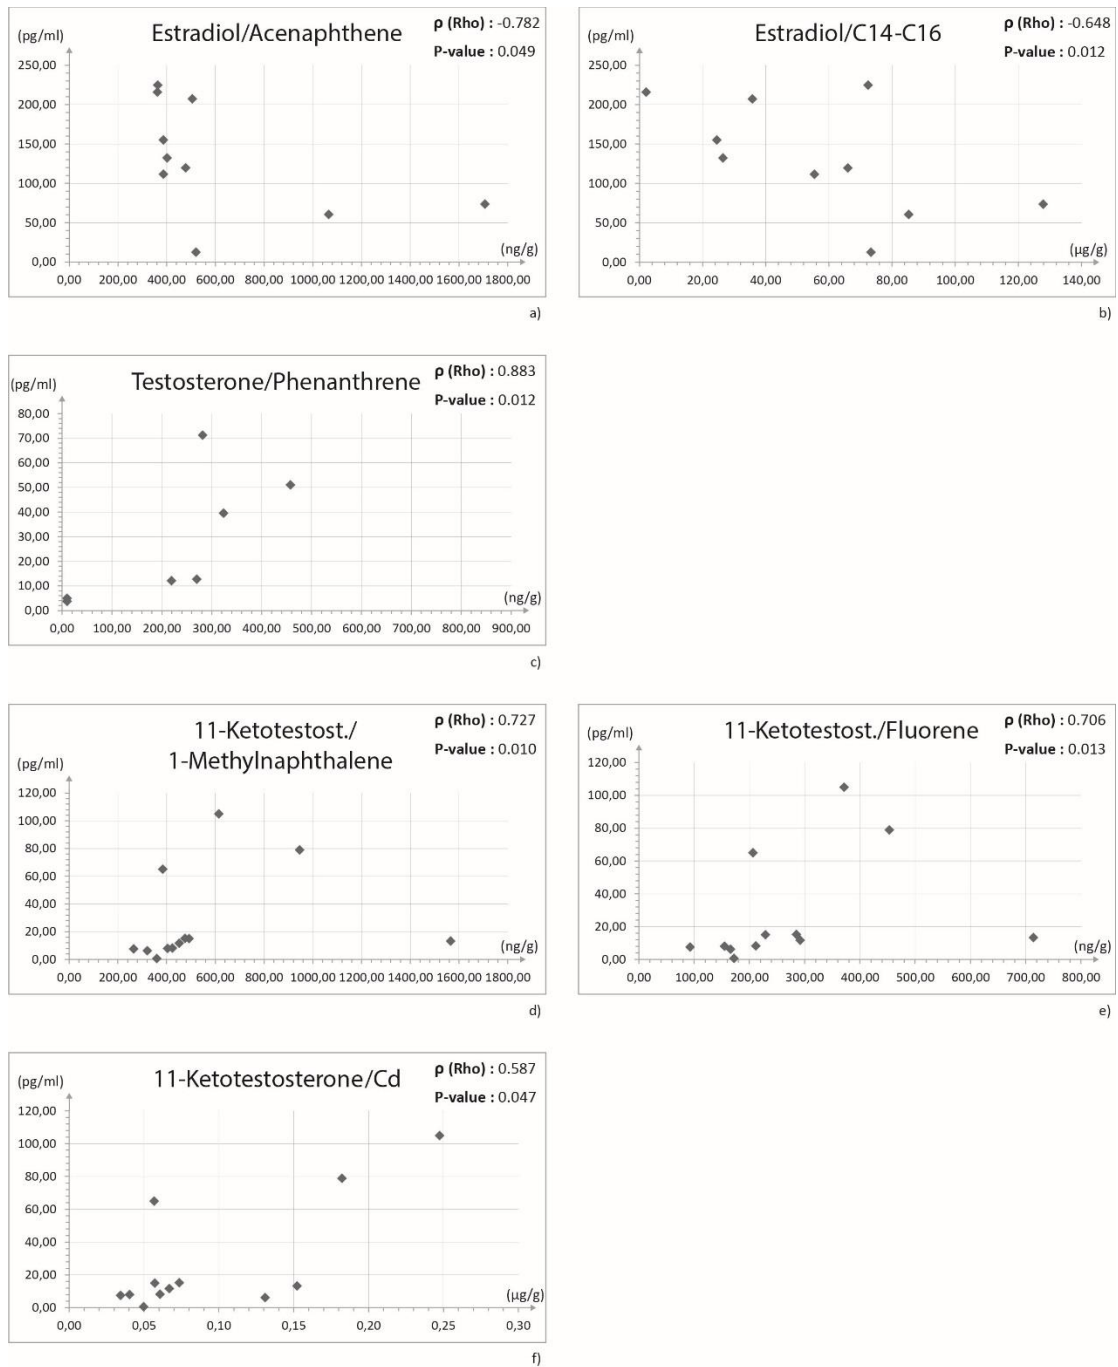 (pg/ml)
Estradiol/Acenaphthene
ρ (Rho) : -0.782
P-value : 0.049
250,00
200,00
150,00
100,00
50,00
0,00
(ng/g)
0,00 200,00 400,00 600,00 800,00 1000,00 1200,00 1400,00 1600,00 1800,00
a)
(pg/ml)
Estradiol/C14-C16
ρ (Rho) : -0.648
P-value : 0.012
250,00
200,00
150,00
100,00
50,00
0,00
(µg/g)
0,00 20,00 40,00 60,00 80,00 100,00 120,00 140,00
b)
(pg/ml)
Testosterone/Phenanthrene
ρ (Rho) : 0.883
P-value : 0.012
80,00
70,00
60,00
50,00
40,00
30,00
20,00
10,00
0,00
(ng/g)
0,00 100,00 200,00 300,00 400,00 500,00 600,00 700,00 800,00 900,00
c)
(pg/ml)
11-Ketotestost./
1-Methylnaphthalene
ρ (Rho) : 0.727
P-value : 0.010
120,00
100,00
80,00
60,00
40,00
20,00
0,00
(ng/g)
0,00 200,00 400,00 600,00 800,00 1000,00 1200,00 1400,00 1600,00 1800,00
d)
(pg/ml)
11-Ketotestost./Fluorene
ρ (Rho) : 0.706
P-value : 0.013
120,00
100,00
80,00
60,00
40,00
20,00
0,00
(ng/g)
0,00 100,00 200,00 300,00 400,00 500,00 600,00 700,00 800,00
e)
(pg/ml)
11-Ketotestosterone/Cd
ρ (Rho) : 0.587
P-value : 0.047
120,00
100,00
80,00
60,00
40,00
20,00
0,00
(µg/g)
0,00 0,05 0,10 0,15 0,20 0,25 0,30
f)